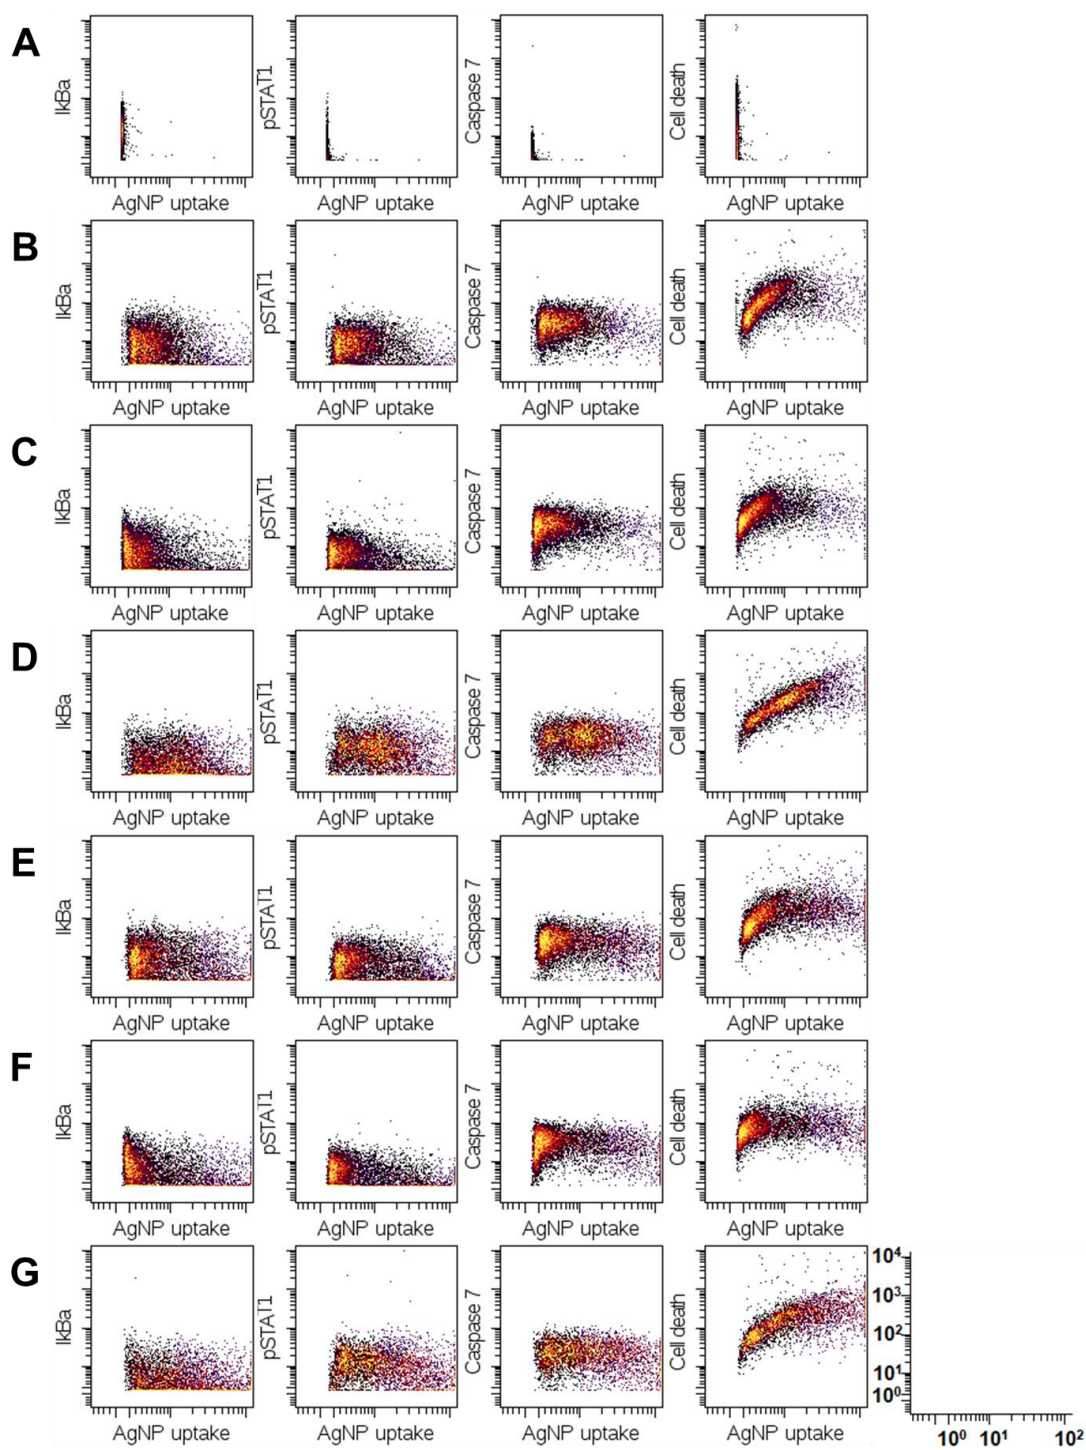 A
IkBa
pSTAT1
Caspase 7
Cell death
AgNP uptake
AgNP uptake
AgNP uptake
AgNP uptake
B
IkBa
pSTAT1
Caspase 7
Cell death
AgNP uptake
AgNP uptake
AgNP uptake
AgNP uptake
C
IkBa
pSTAT1
Caspase 7
Cell death
AgNP uptake
AgNP uptake
AgNP uptake
AgNP uptake
D
IkBa
pSTAT1
Caspase 7
Cell death
AgNP uptake
AgNP uptake
AgNP uptake
AgNP uptake
E
IkBa
pSTAT1
Caspase 7
Cell death
AgNP uptake
AgNP uptake
AgNP uptake
AgNP uptake
F
IkBa
pSTAT1
Caspase 7
Cell death
AgNP uptake
AgNP uptake
AgNP uptake
AgNP uptake
G
IkBa
pSTAT1
Caspase 7
Cell death
AgNP uptake
AgNP uptake
AgNP uptake
AgNP uptake
10⁴
10³
10²
10¹
10⁰
10⁰ 10¹ 10²